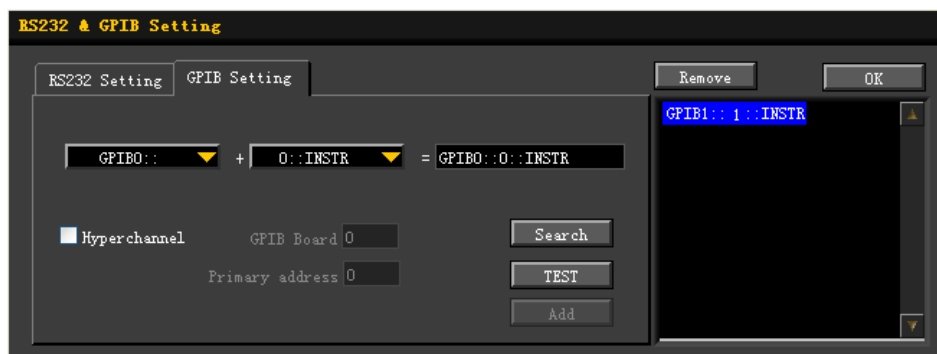 RS232 & GPIB Setting
RS232 Setting GPIB Setting Remove OK
GPIB1:: 1 ::INSTR
GPIB0:: + 0::INSTR = GPIB0::0::INSTR
Hyperchannel GPIB Board 0 Search
Primary address 0 TEST
Add